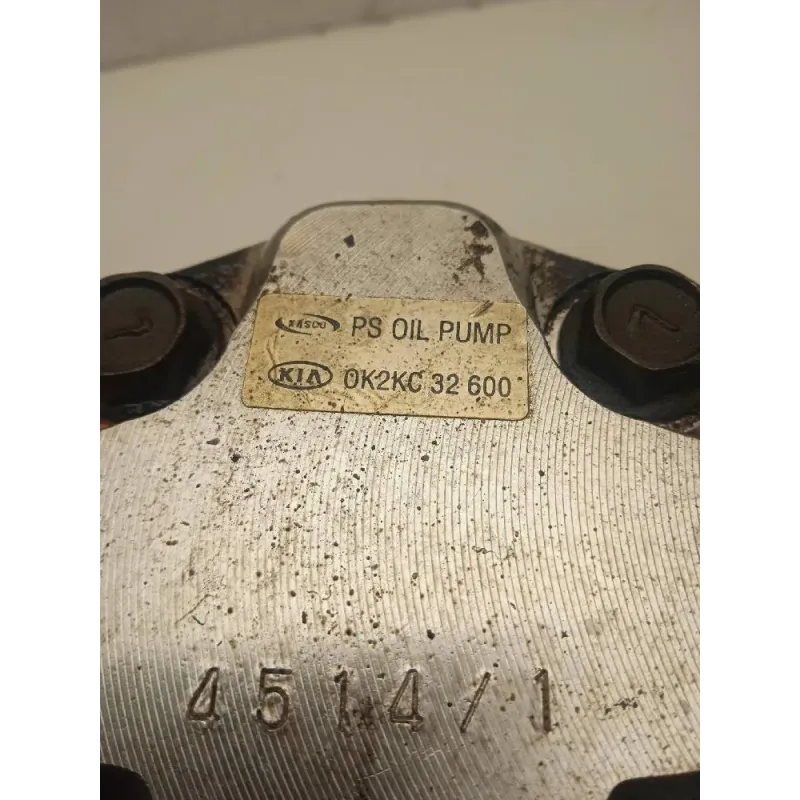 PS OIL PUMP
KIA 0K2KC 32 600
4514/1